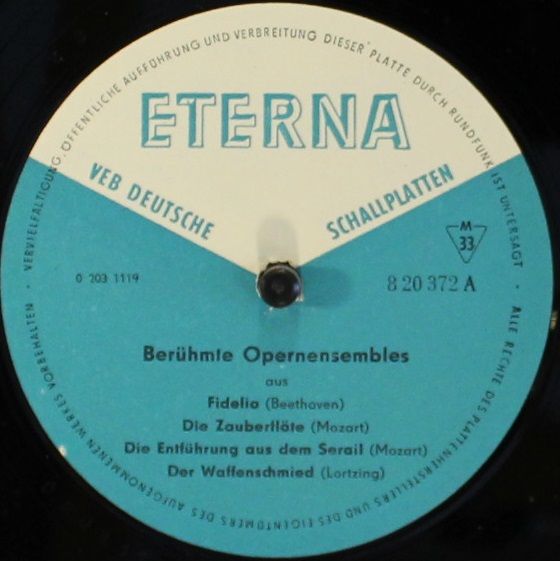 VERVIELFÄLTIGUNG, ÖFFENTLICHE AUFFÜHRUNG UND VERBREITUNG DIESER PLATTE DURCH RUNDFUNK IST UNTERSAGT •
ETERNA
VEB DEUTSCHE SCHALLPLATTEN
M
33
0 203 1119
8 20 372 A
Berühmte Opernensembles
aus
Fidelio (Beethoven)
Die Zauberflöte (Mozart)
Die Entführung aus dem Serail (Mozart)
Der Waffenschmied (Lortzing)
ALLE RECHTE DES PLATTENHERSTELLERS UND DES EIGENTÜMERS DES AUFGENOMMENEN WERKES VORBEHALTEN •